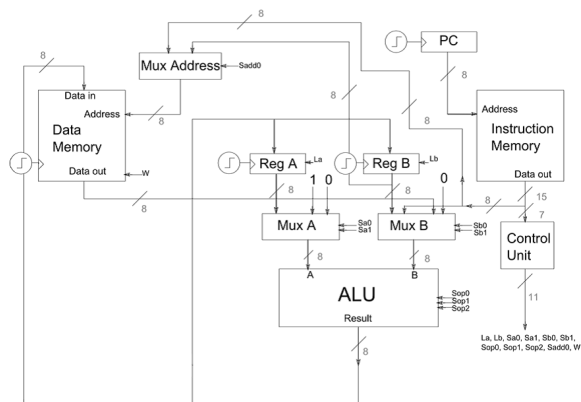 8
8
Mux Address
Sadd0
PC
8
Data in
Address
8
Data
Memory
W
Data out
8
8
8
Address
Instruction
Memory
Data out
La
Reg A
Reg B
Lb
8
1
0
8
0
8
15
7
Mux A
Sa0
Sa1
Mux B
Sb0
Sb1
Control
Unit
8
8
11
A
B
ALU
Sop0
Sop1
Sop2
Result
8
La, Lb, Sa0, Sa1, Sb0, Sb1,
Sop0, Sop1, Sop2, Sadd0, W